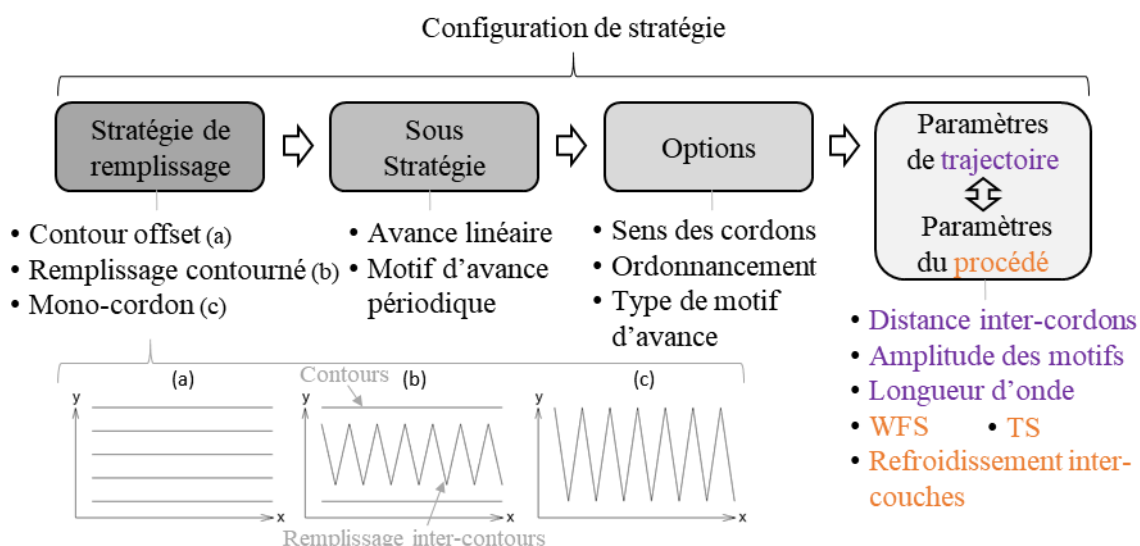 Configuration de stratégie
Stratégie de
remplissage
Sous
Stratégie
Options
Paramètres
de trajectoire
Paramètres
du procédé
• Contour offset (a)
• Remplissage contourné (b)
• Mono-cordon (c)
• Avance linéaire
• Motif d’avance
périodique
• Sens des cordons
• Ordonnancement
• Type de motif
d’avance
• Distance inter-cordons
• Amplitude des motifs
• Longueur d’onde
• WFS • TS
• Refroidissement inter-
couches
(a)
y
x
Contours
(b)
y
x
Remplissage inter-contours
(c)
y
x